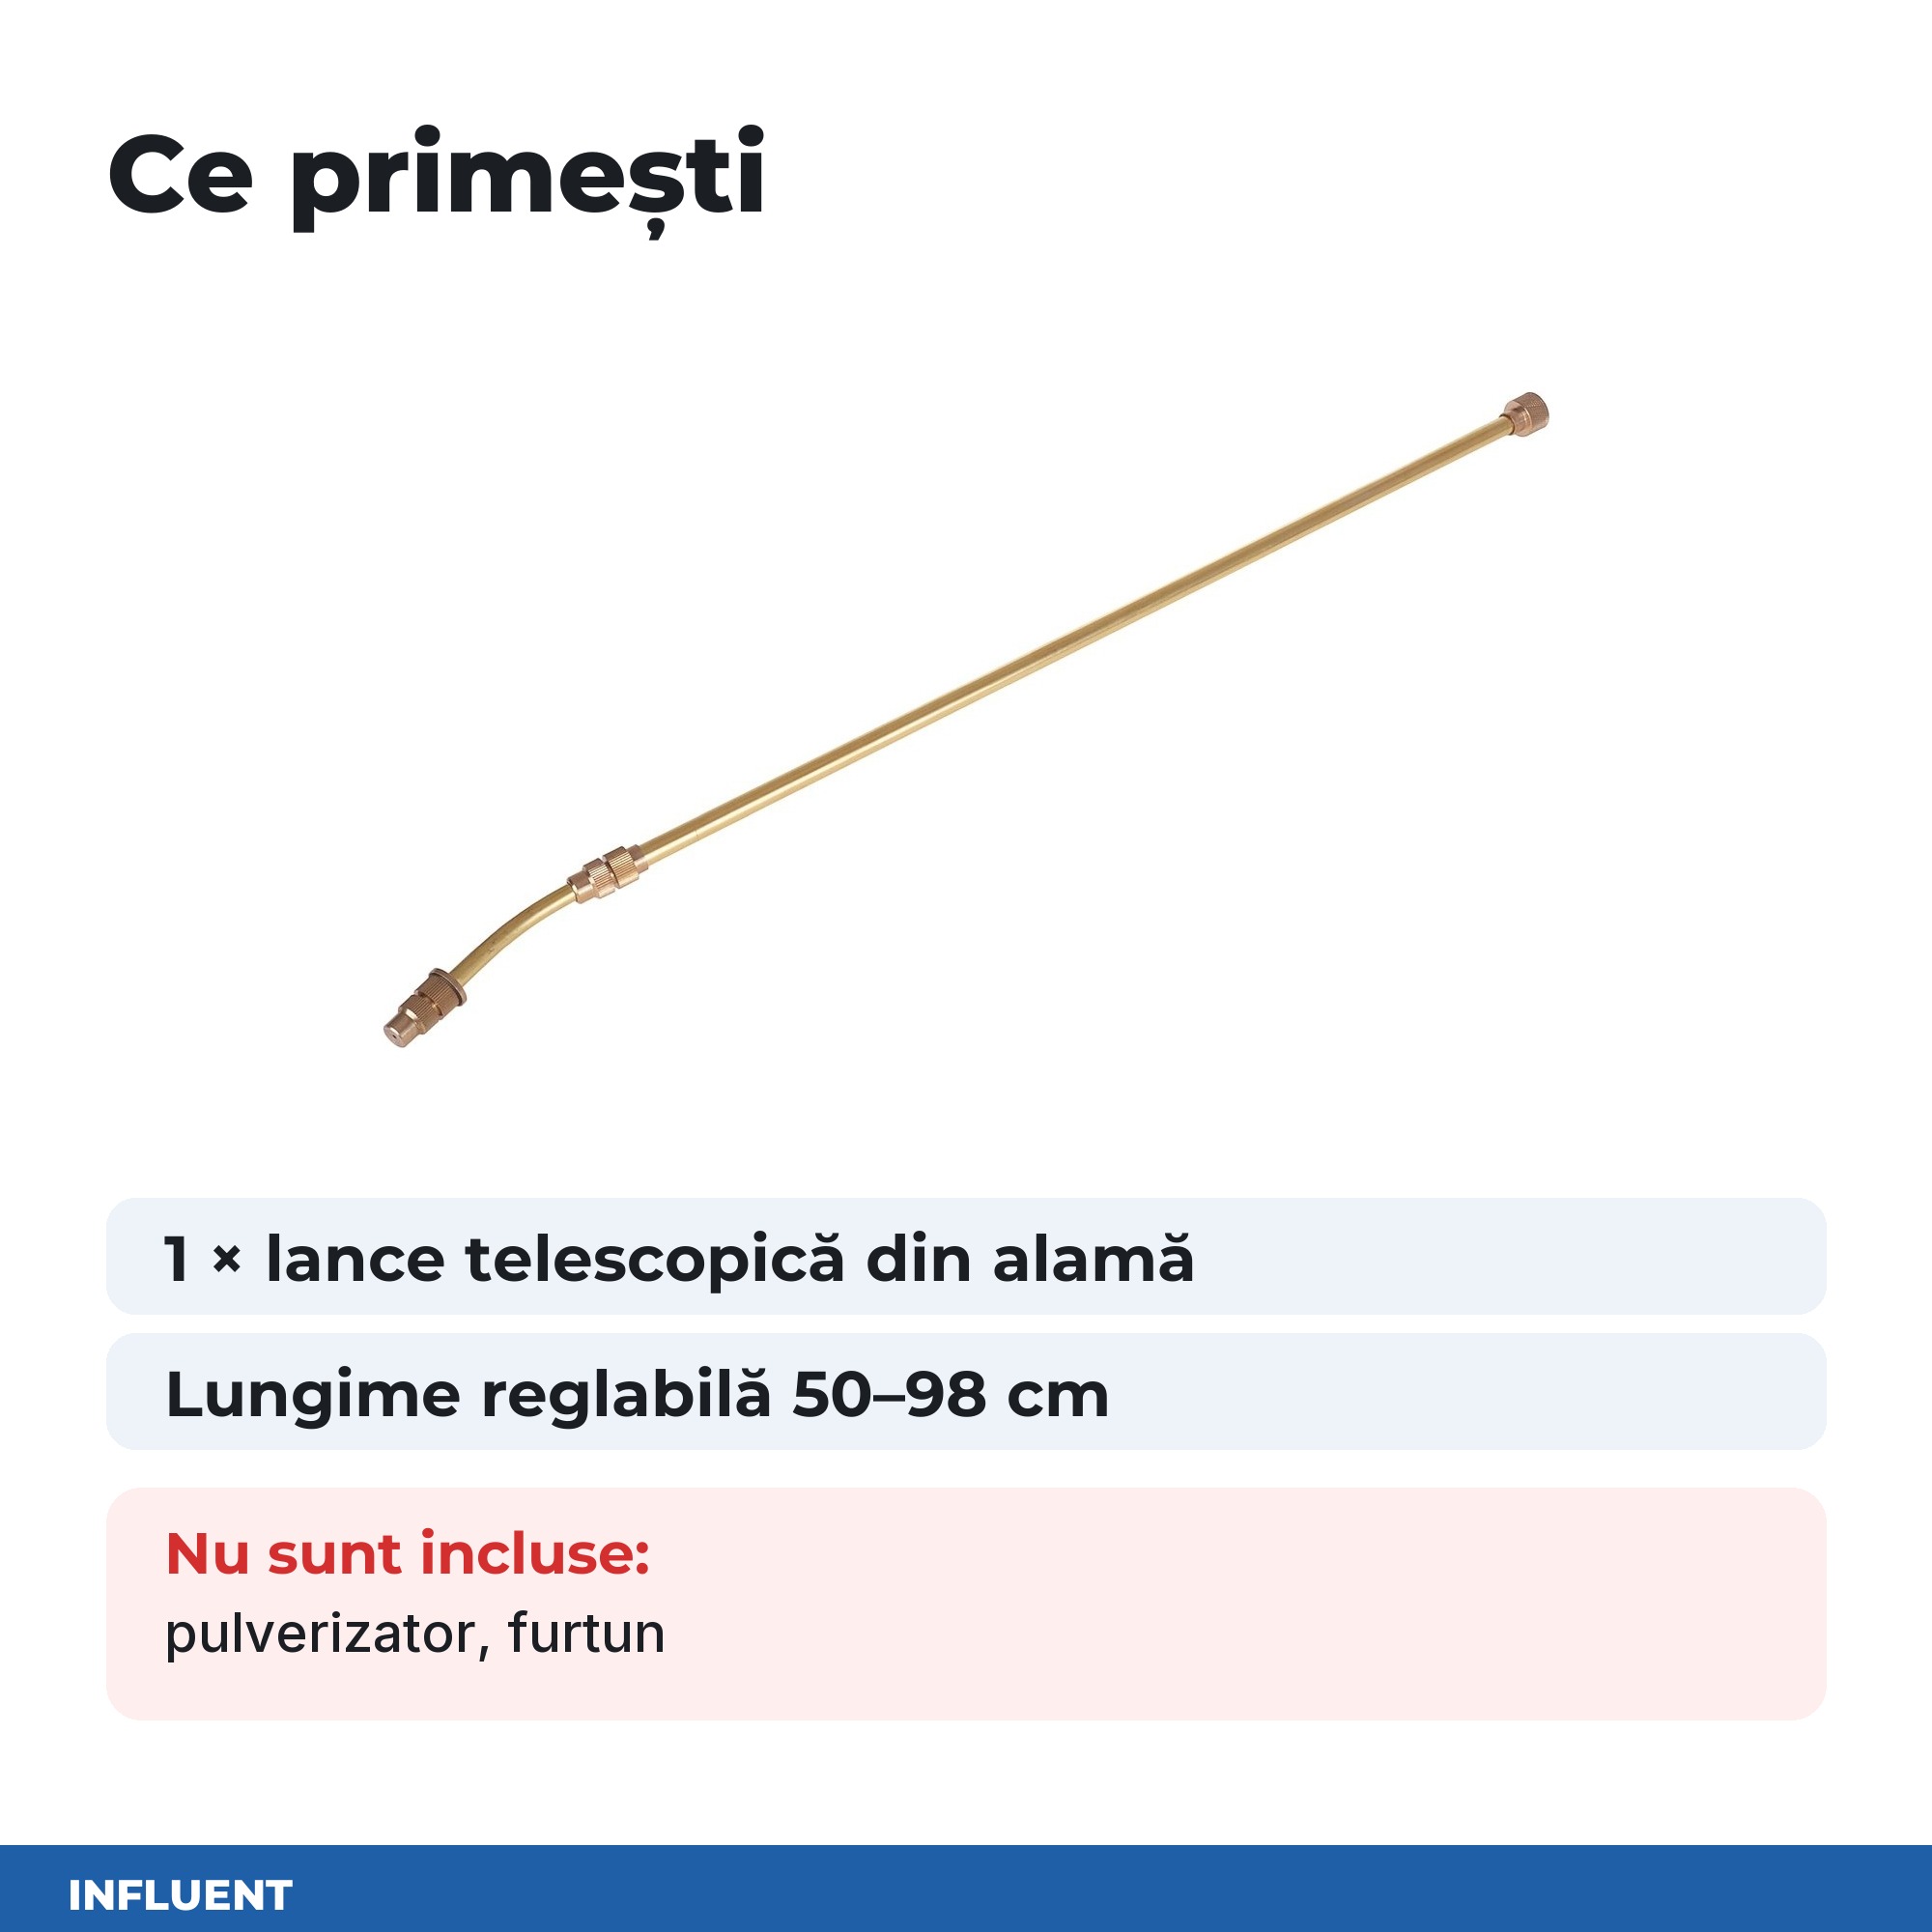 Ce primești
1 × lance telescopică din alamă
Lungime reglabilă 50–98 cm
Nu sunt incluse:
pulverizator, furtun
INFLUENT